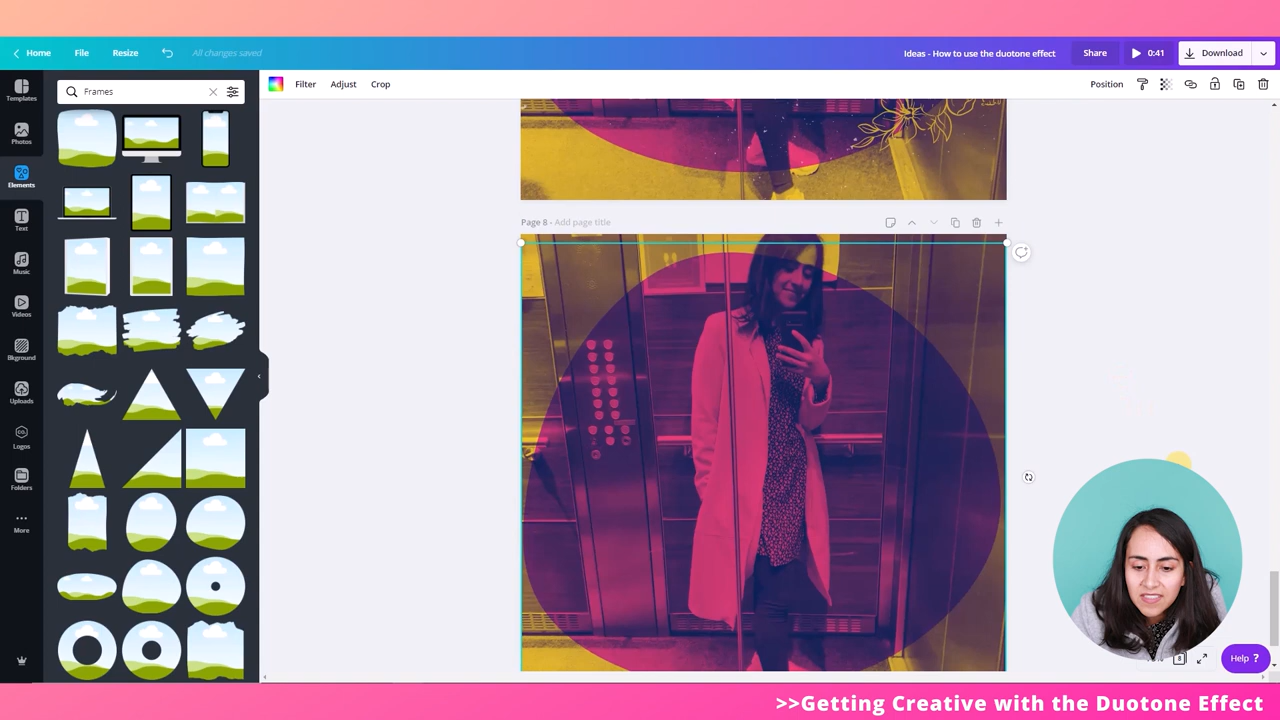 Home File Resize All changes saved Ideas - How to use the duotone effect Share 0:41 Download
Templates
Photos
Elements
Text
Music
Videos
Bkground
Uploads
Logos
Folders
More
Frames
Filter Adjust Crop Position
Page 8 - Add page title
8
Help ?
>>Getting Creative with the Duotone Effect